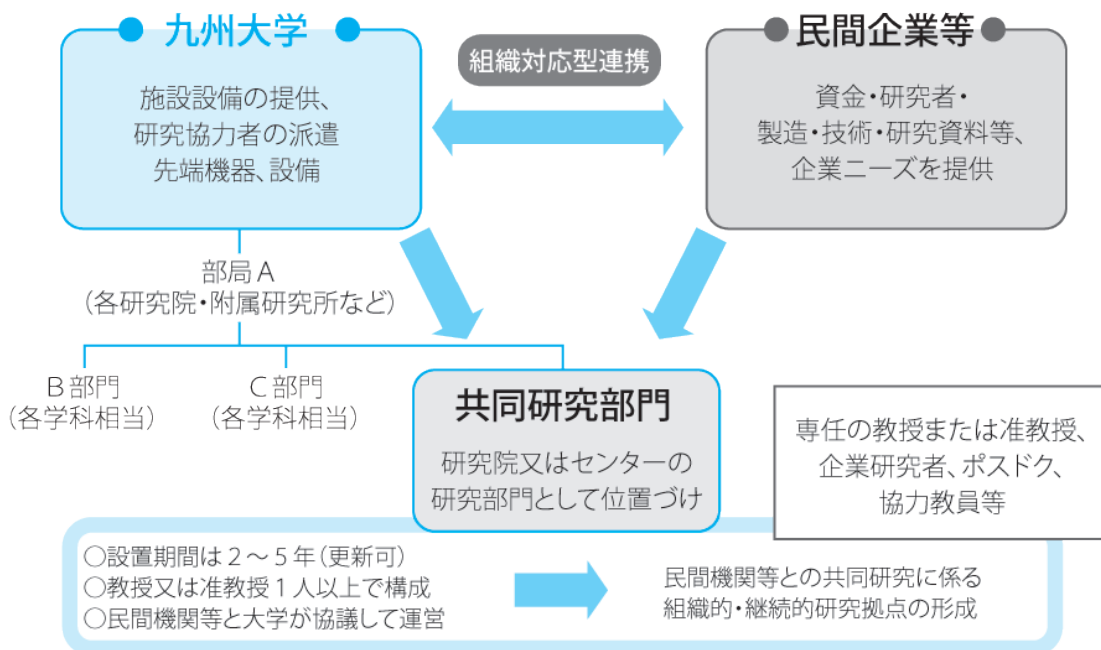 九州大学
施設設備の提供、
研究協力者の派遣
先端機器、設備
組織対応型連携
民間企業等
資金・研究者・
製造・技術・研究資料等、
企業ニーズを提供
部局A
(各研究院・附属研究所など)
B部門
(各学科相当)
C部門
(各学科相当)
共同研究部門
研究院又はセンターの
研究部門として位置づけ
専任の教授または准教授、
企業研究者、ポスドク、
協力教員等
○設置期間は2～5年(更新可)
○教授又は准教授1人以上で構成
○民間機関等と大学が協議して運営
民間機関等との共同研究に係る
組織的・継続的研究拠点の形成